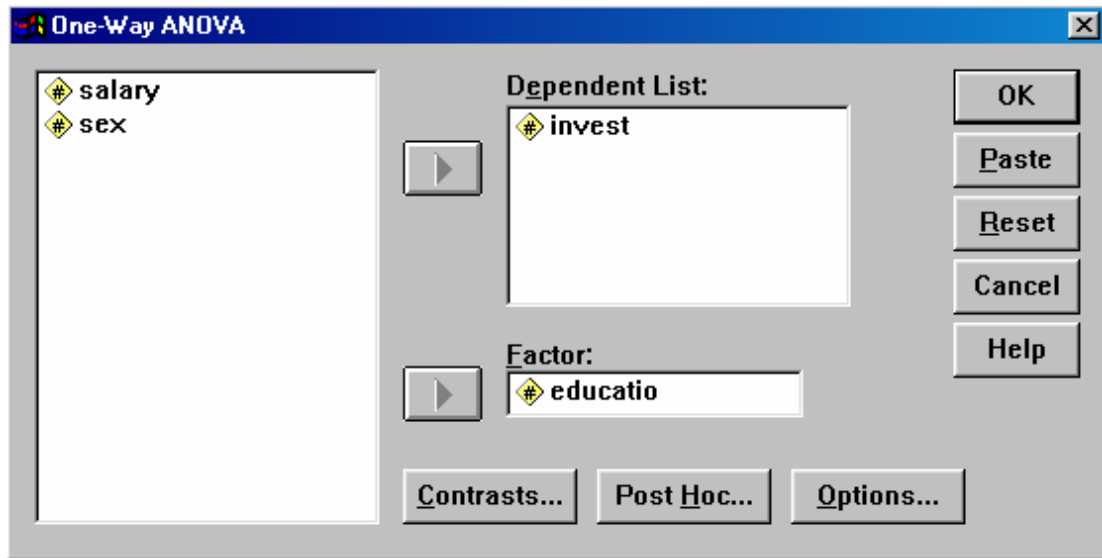 One-Way ANOVA
salary
sex
Dependent List:
invest
Factor:
educatio
OK
Paste
Reset
Cancel
Help
Contrasts...
Post Hoc...
Options...